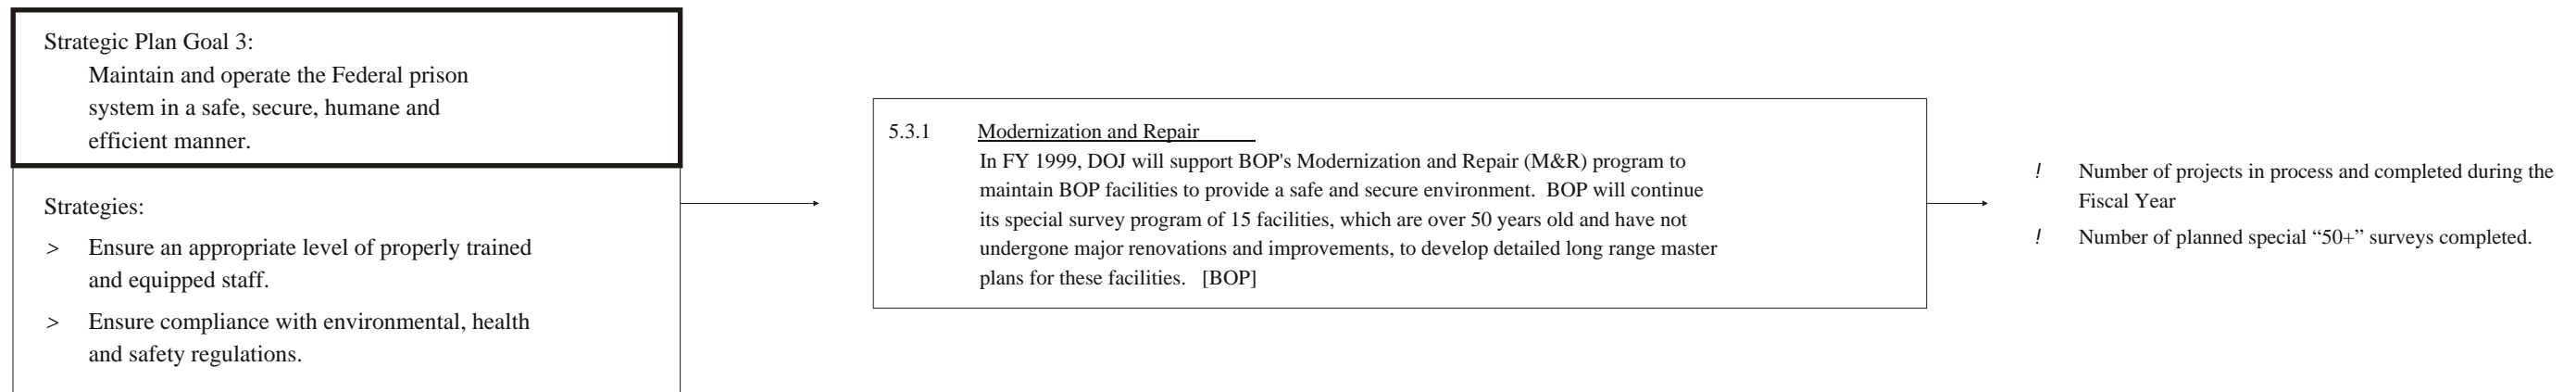 Strategic Plan Goal 3:
Maintain and operate the Federal prison
system in a safe, secure, humane and
efficient manner.
Strategies:
> Ensure an appropriate level of properly trained
and equipped staff.
> Ensure compliance with environmental, health
and safety regulations.
5.3.1 Modernization and Repair
In FY 1999, DOJ will support BOP's Modernization and Repair (M&R) program to
maintain BOP facilities to provide a safe and secure environment. BOP will continue
its special survey program of 15 facilities, which are over 50 years old and have not
undergone major renovations and improvements, to develop detailed long range master
plans for these facilities. [BOP]
! Number of projects in process and completed during the
Fiscal Year
! Number of planned special “50+” surveys completed.